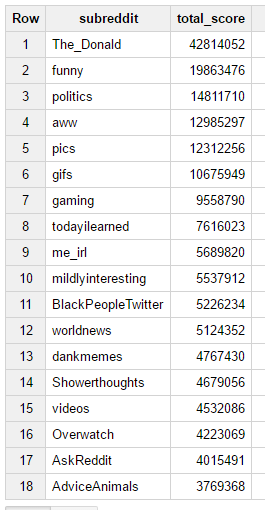 Row subreddit total_score
1 The_Donald 42814052
2 funny 19863476
3 politics 14811710
4 aww 12985297
5 pics 12312256
6 gifs 10675949
7 gaming 9558790
8 todayilearned 7616023
9 me_irl 5689820
10 mildlyinteresting 5537912
11 BlackPeopleTwitter 5226234
12 worldnews 5124352
13 dankmemes 4767430
14 Showerthoughts 4679056
15 videos 4532086
16 Overwatch 4223069
17 AskReddit 4015491
18 AdviceAnimals 3769368